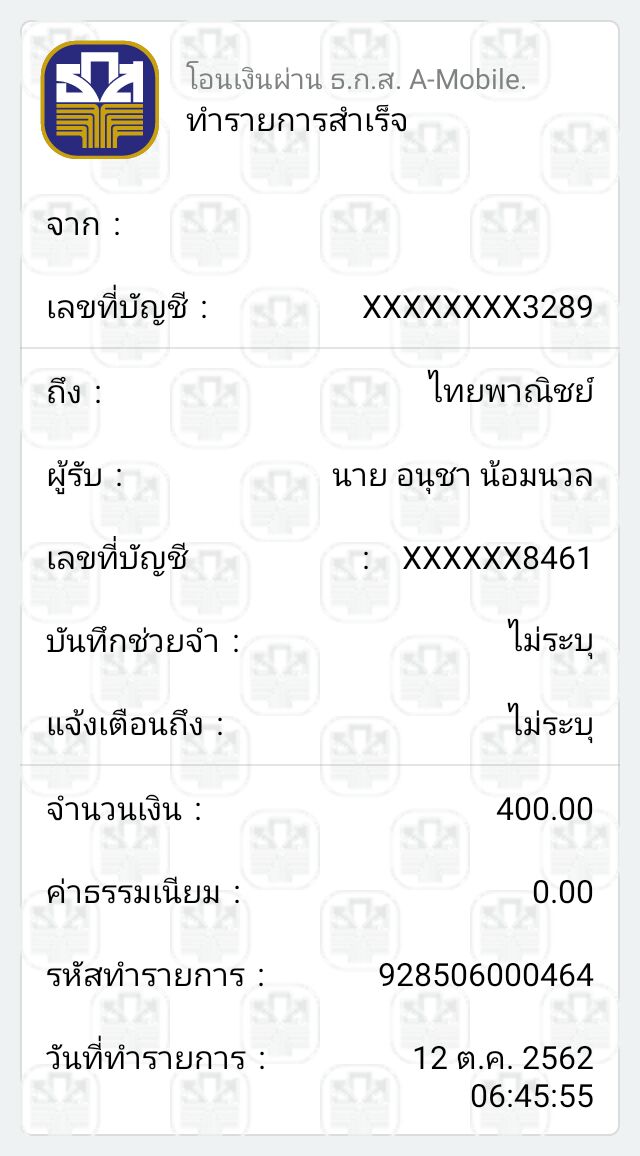 ธกส
โอนเงินผ่าน ธ.ก.ส. A-Mobile.
ทำรายการสำเร็จ
จาก :
เลขที่บัญชี : XXXXXXXX3289
ถึง : ไทยพาณิชย์
ผู้รับ : นาย อนุชา น้อมนวล
เลขที่บัญชี : XXXXXX8461
บันทึกช่วยจำ : ไม่ระบุ
แจ้งเตือนถึง : ไม่ระบุ
จำนวนเงิน : 400.00
ค่าธรรมเนียม : 0.00
รหัสทำรายการ : 928506000464
วันที่ทำรายการ : 12 ต.ค. 2562
06:45:55